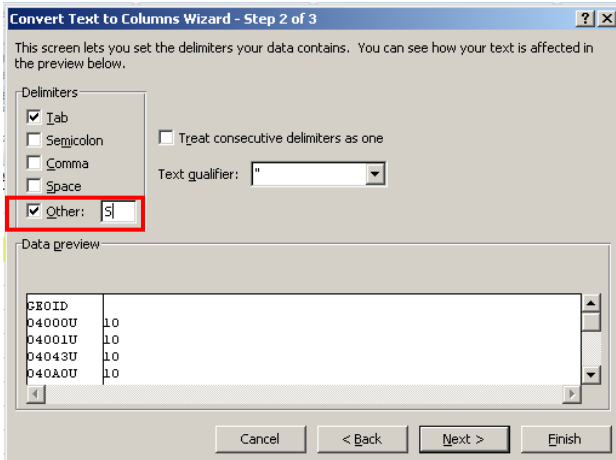 Convert Text to Columns Wizard - Step 2 of 3
This screen lets you set the delimiters your data contains.  You can see how your text is affected in
the preview below.
Delimiters
Tab
Semicolon
Treat consecutive delimiters as one
Comma
Text qualifier: "
Space
Other: S
Data preview
GEOID
04000U 10
04001U 10
04043U 10
040A0U 10
Cancel < Back Next > Finish